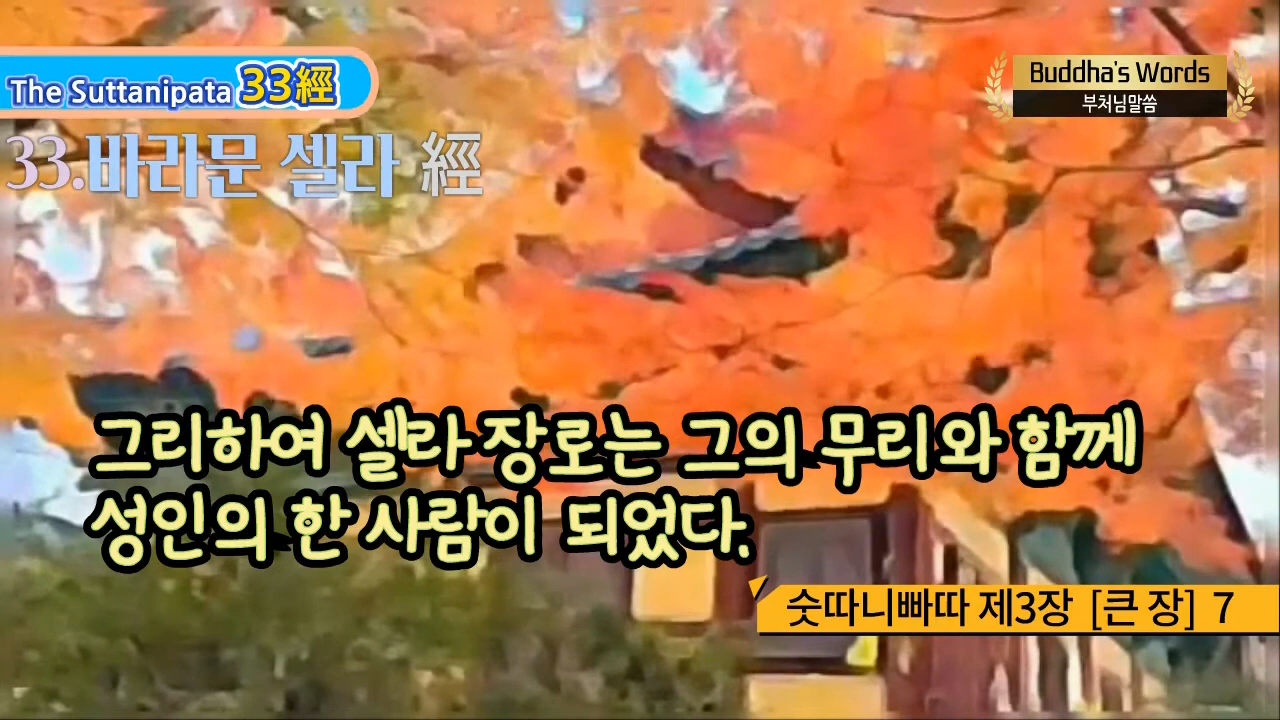 The Suttanipata 33經
Buddha's Words
부처님말씀
33.바라문 셀라 經
그리하여 셀라 장로는 그의 무리와 함께
성인의 한 사람이 되었다.
숫따니빠따 제3장 [큰 장] 7